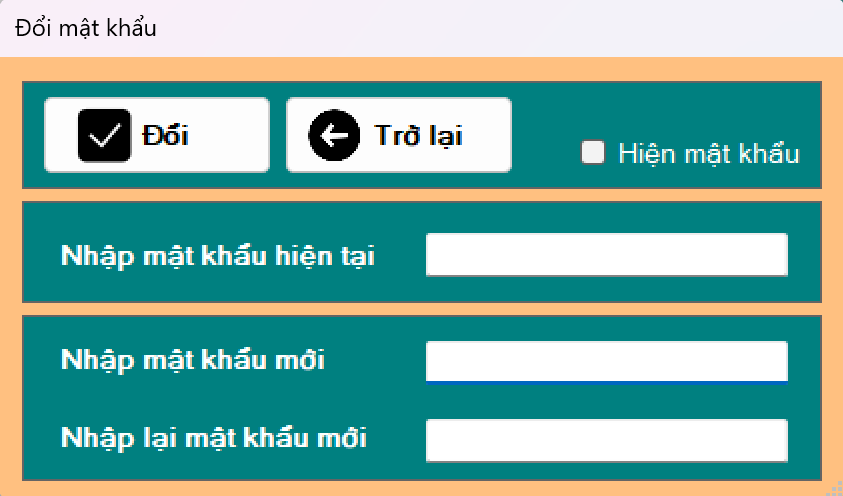 Đổi mật khẩu
Đổi
Trở lại
Hiện mật khẩu
Nhập mật khẩu hiện tại
Nhập mật khẩu mới
Nhập lại mật khẩu mới